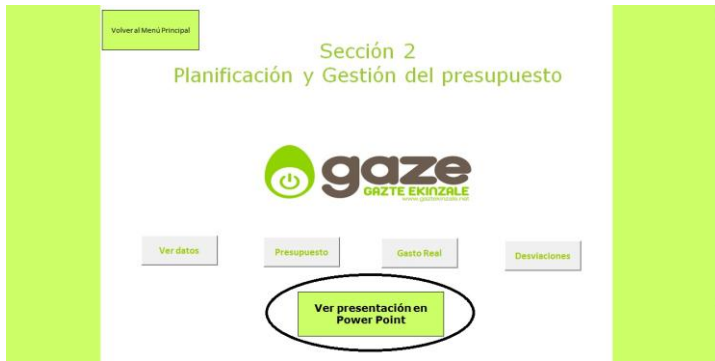 Volver al Menú Principal
Sección 2
Planificación y Gestión del presupuesto
gaze
GAZTE EKINZALE
www.gaztekinzale.net
Ver datos
Presupuesto
Gasto Real
Desviaciones
Ver presentación en
Power Point